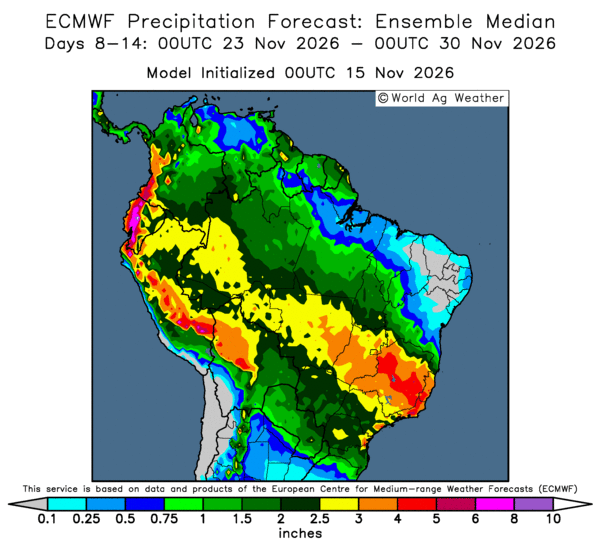 ECMWF Precipitation Forecast: Ensemble Median
Days 8-14: 00UTC 23 Nov 2026 - 00UTC 30 Nov 2026
Model Initialized 00UTC 15 Nov 2026
© World Ag Weather
This service is based on data and products of the European Centre for Medium-range Weather Forecasts (ECMWF)
0.1 0.25 0.5 0.75 1 1.5 2 2.5 3 4 5 6 8 10
inches